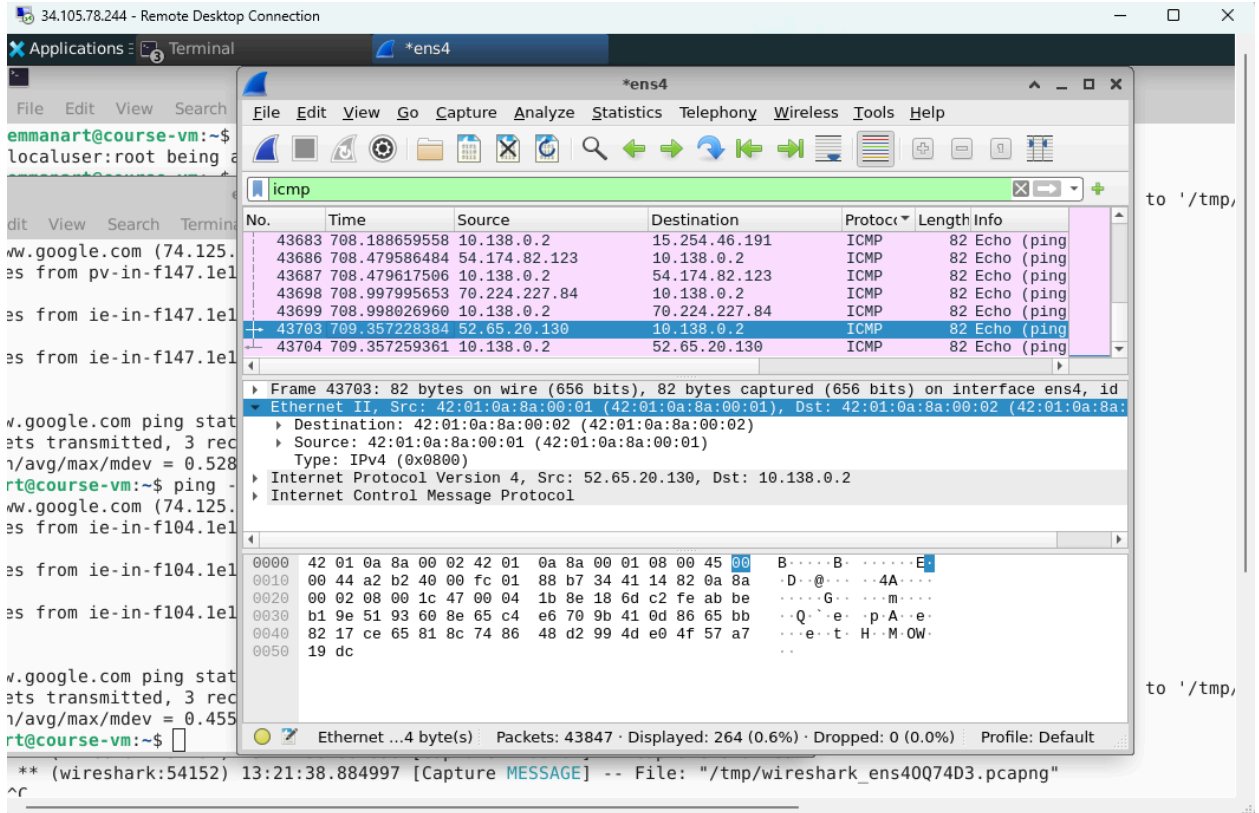 34.105.78.244 - Remote Desktop Connection
Applications
3
Terminal
*ens4
File Edit View Search
emmanart@course-vm:~$
localuser:root being a
to '/tmp/
dit View Search Termina
ww.google.com (74.125.
es from pv-in-f147.1e1
es from ie-in-f147.1e1
es from ie-in-f147.1e1
w.google.com ping stat
ets transmitted, 3 rec
n/avg/max/mdev = 0.528
rt@course-vm:~$ ping -
ww.google.com (74.125.
es from ie-in-f104.1e1
es from ie-in-f104.1e1
es from ie-in-f104.1e1
w.google.com ping stat
ets transmitted, 3 rec
n/avg/max/mdev = 0.455
rt@course-vm:~$
to '/tmp/
*ens4
File Edit View Go Capture Analyze Statistics Telephony Wireless Tools Help
icmp
No. Time Source Destination Protoc Length Info
43683 708.188659558 10.138.0.2 15.254.46.191 ICMP 82 Echo (ping
43686 708.479586484 54.174.82.123 10.138.0.2 ICMP 82 Echo (ping
43687 708.479617506 10.138.0.2 54.174.82.123 ICMP 82 Echo (ping
43698 708.997995653 70.224.227.84 10.138.0.2 ICMP 82 Echo (ping
43699 708.998026960 10.138.0.2 70.224.227.84 ICMP 82 Echo (ping
43703 709.357228384 52.65.20.130 10.138.0.2 ICMP 82 Echo (ping
43704 709.357259361 10.138.0.2 52.65.20.130 ICMP 82 Echo (ping
Frame 43703: 82 bytes on wire (656 bits), 82 bytes captured (656 bits) on interface ens4, id
Ethernet II, Src: 42:01:0a:8a:00:01 (42:01:0a:8a:00:01), Dst: 42:01:0a:8a:00:02 (42:01:0a:8a:
Destination: 42:01:0a:8a:00:02 (42:01:0a:8a:00:02)
Source: 42:01:0a:8a:00:01 (42:01:0a:8a:00:01)
Type: IPv4 (0x0800)
Internet Protocol Version 4, Src: 52.65.20.130, Dst: 10.138.0.2
Internet Control Message Protocol
0000 42 01 0a 8a 00 02 42 01 0a 8a 00 01 08 00 45 00 B·····B· ······E·
0010 00 44 a2 b2 40 00 fc 01 88 b7 34 41 14 82 0a 8a ·D··@··· ··4A····
0020 00 02 08 00 1c 47 00 04 1b 8e 18 6d c2 fe ab be ·····G·· ···m····
0030 b1 9e 51 93 60 8e 65 c4 e6 70 9b 41 0d 86 65 bb ··Q·`·e· ·p·A··e·
0040 82 17 ce 65 81 8c 74 86 48 d2 99 4d e0 4f 57 a7 ···e··t· H··M·OW·
0050 19 dc ··
Ethernet ...4 byte(s) Packets: 43847 · Displayed: 264 (0.6%) · Dropped: 0 (0.0%) Profile: Default
** (wireshark:54152) 13:21:38.884997 [Capture MESSAGE] -- File: "/tmp/wireshark_ens4OQ74D3.pcapng"
^C